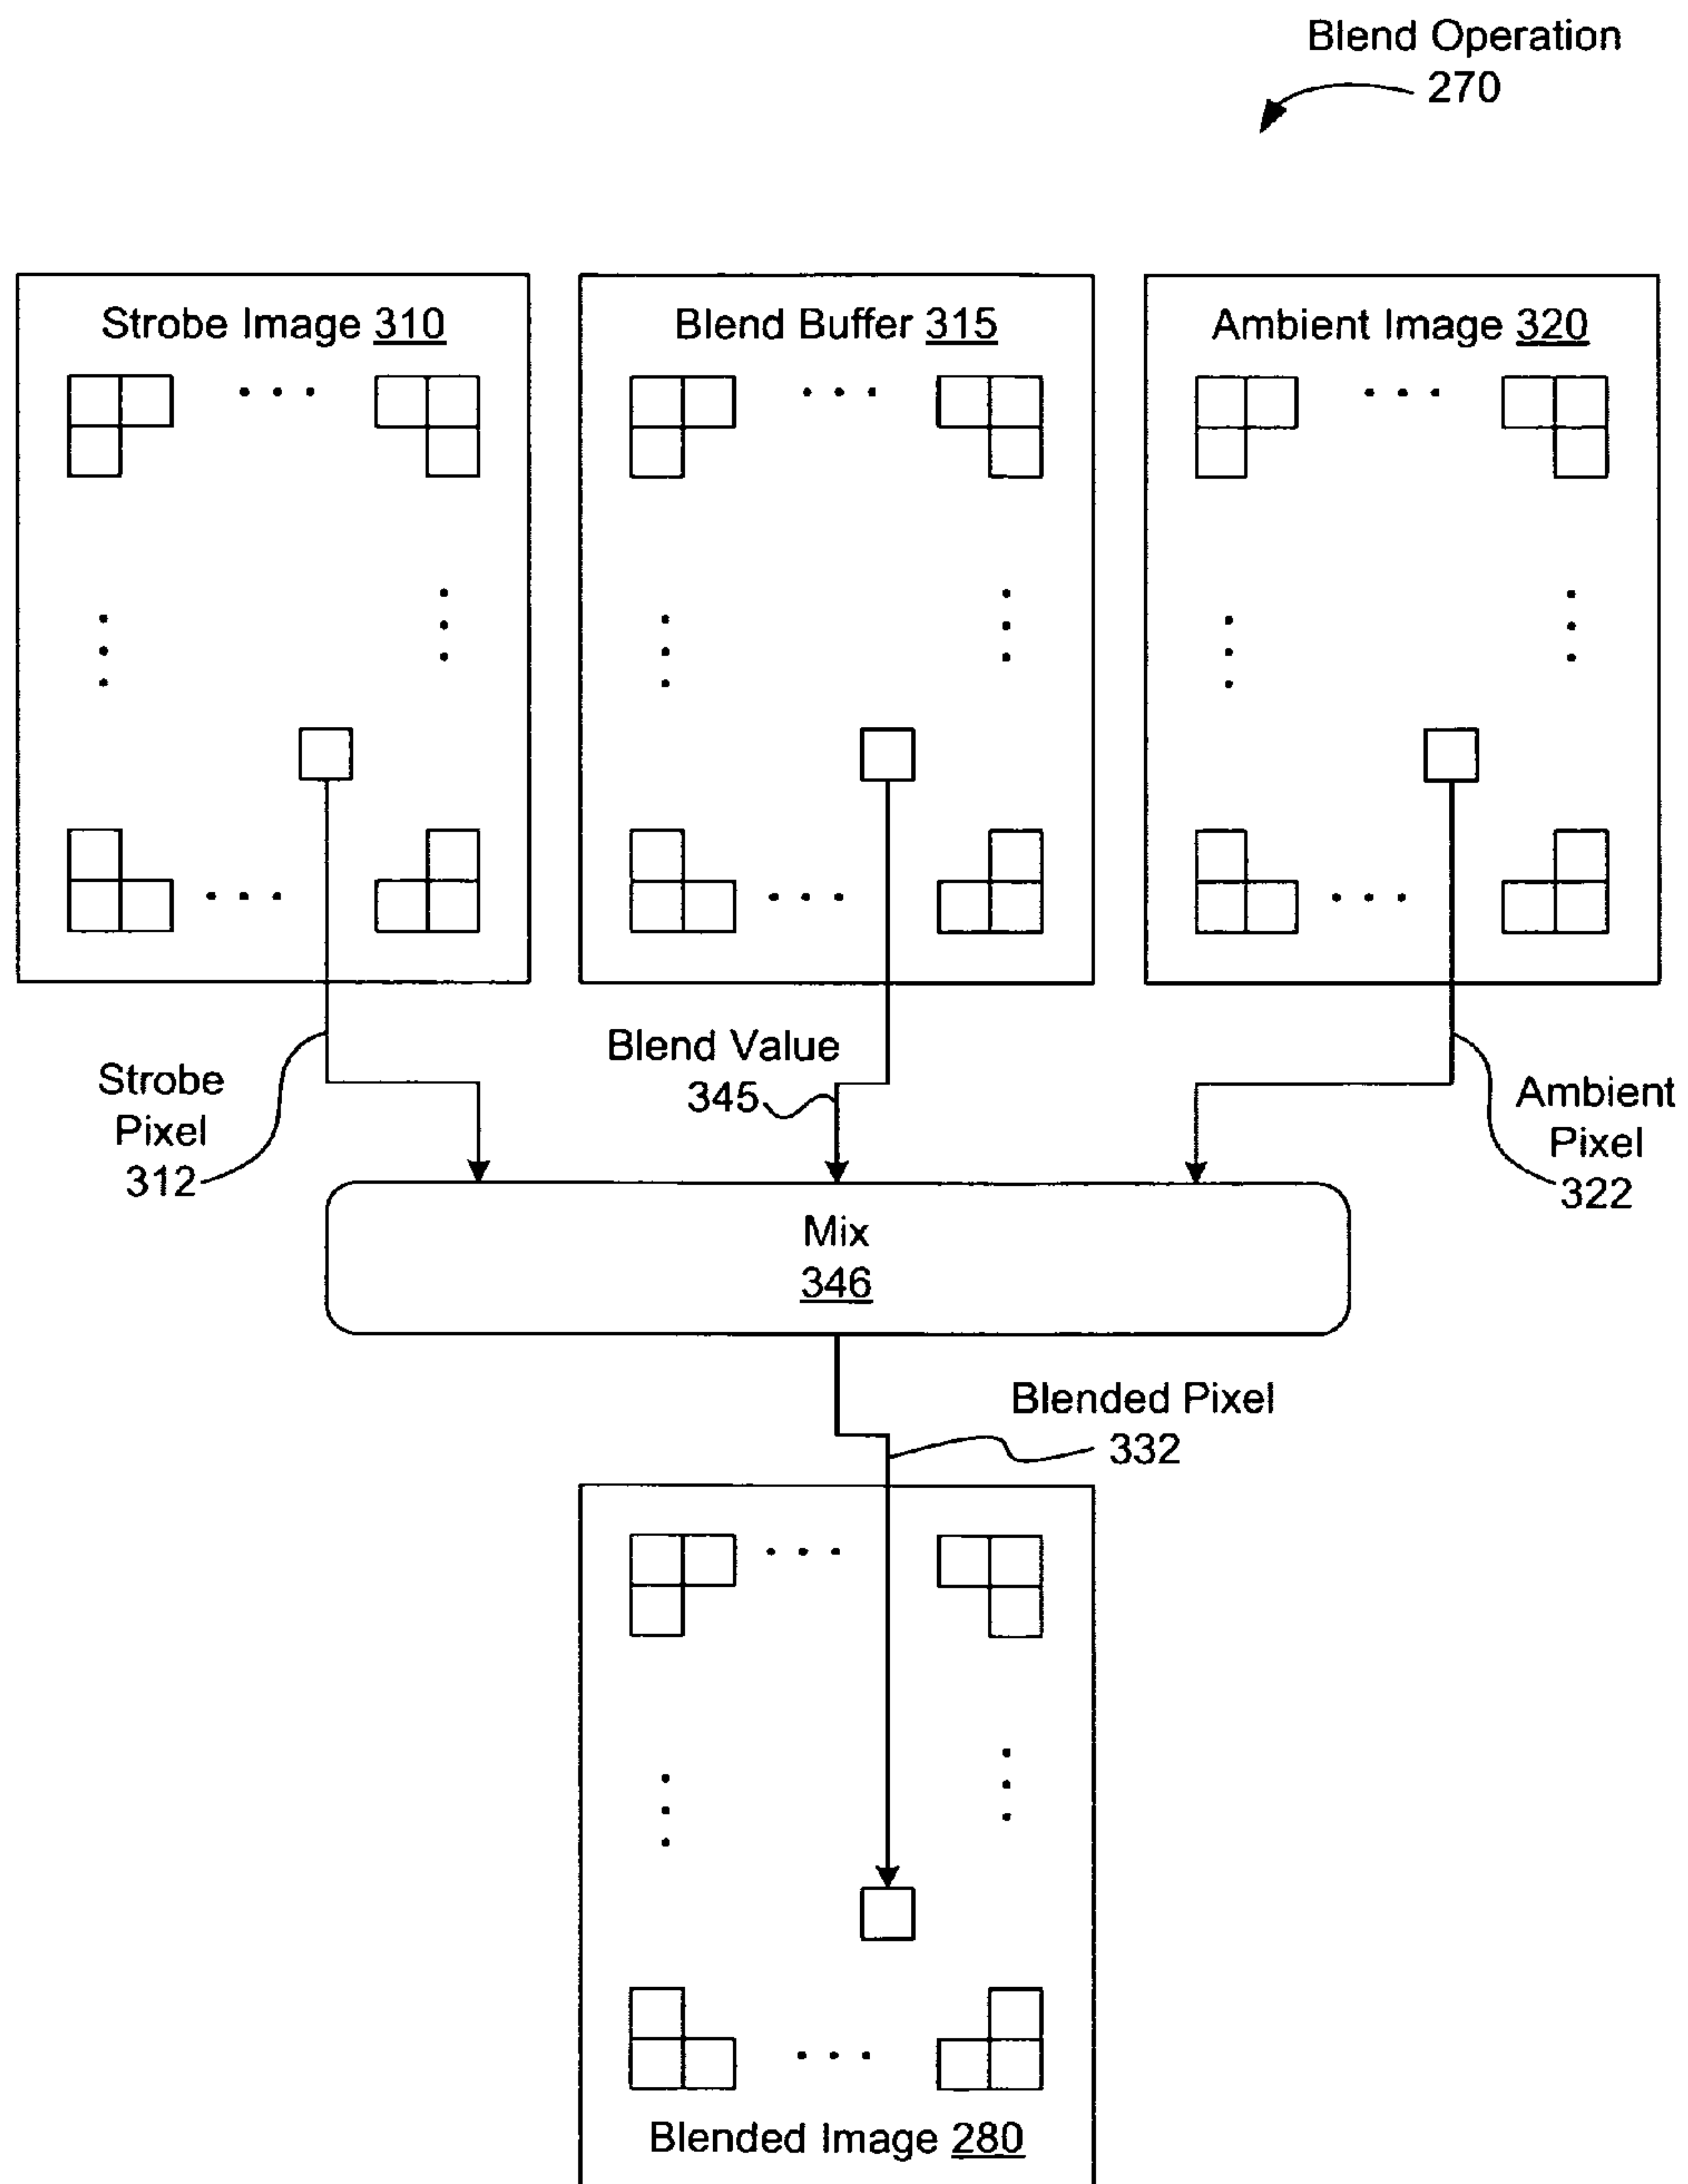 Blend Operation
270
Strobe Image 310
Blend Buffer 315
Ambient Image 320
Strobe
Pixel
312
Blend Value
345
Ambient
Pixel
322
Mix
346
Blended Pixel
332
Blended Image 280